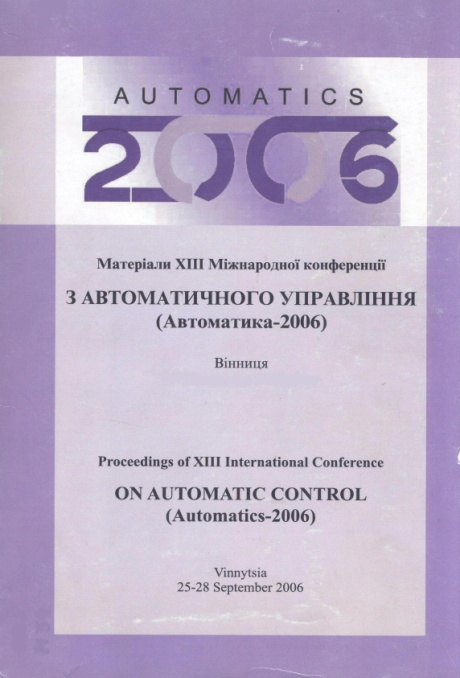 AUTOMATICS
2006
Матеріали XIII Міжнародної конференції
З АВТОМАТИЧНОГО УПРАВЛІННЯ
(Автоматика-2006)
Вінниця
Proceedings of XIII International Conference
ON AUTOMATIC CONTROL
(Automatics-2006)
Vinnytsia
25-28 September 2006